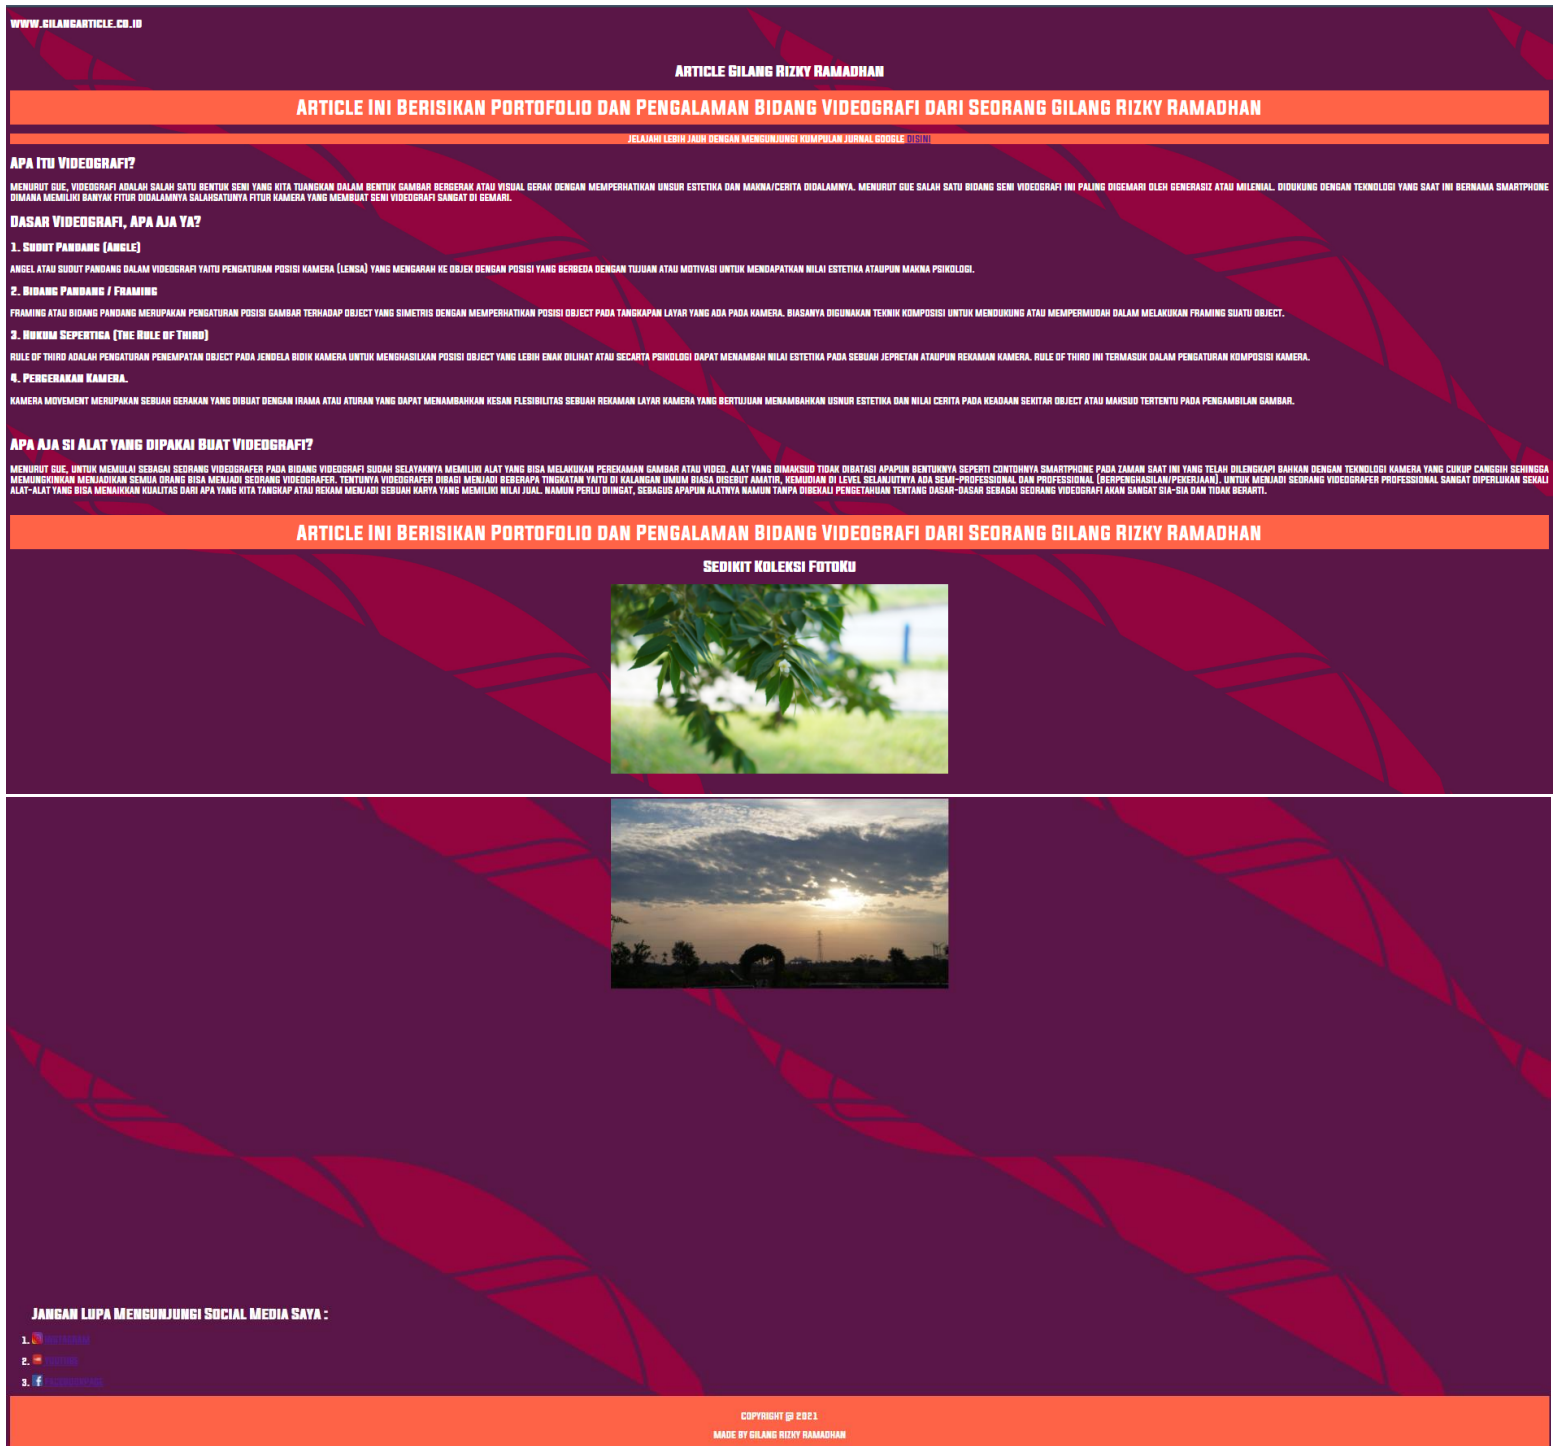 www.gilangarticle.co.id
Article Gilang Rizky Ramadhan
Article Ini Berisikan Portofolio dan Pengalaman Bidang Videografi dari Seorang Gilang Rizky Ramadhan
Jelajahi lebih jauh dengan mengunjungi kumpulan jurnal google disini
Apa Itu Videografi?
Menurut gue, videografi adalah salah satu bentuk seni yang kita tuangkan dalam bentuk gambar bergerak atau visual gerak dengan memperhatikan unsur estetika dan makna/cerita didalamnya. Menurut gue salah satu bidang seni videografi ini paling digemari oleh generasiz atau milenial. Didukung dengan teknologi yang saat ini bernama smartphone
dimana memiliki banyak fitur didalamnya salahsatunya fitur kamera yang membuat seni videografi sangat di gemari.
Dasar Videografi, Apa Aja Ya?
1. Sudut Pandang (Angle)
Angel atau sudut pandang dalam videografi yaitu pengaturan posisi kamera (lensa) yang mengarah ke objek dengan posisi yang berbeda dengan tujuan atau motivasi untuk mendapatkan nilai estetika ataupun makna psikologi.
2. Bidang Pandang / Framing
Framing atau bidang pandang merupakan pengaturan posisi gambar terhadap object yang simetris dengan memperhatikan posisi object pada tangkapan layar yang ada pada kamera. Biasanya digunakan teknik komposisi untuk mendukung atau mempermudah dalam melakukan framing suatu object.
3. Hukum Sepertiga (The Rule of Third)
Rule of third adalah pengaturan penempatan object pada jendela bidik kamera untuk menghasilkan posisi object yang lebih enak dilihat atau secarta psikologi dapat menambah nilai estetika pada sebuah jepretan ataupun rekaman kamera. Rule of third ini termasuk dalam pengaturan komposisi kamera.
4. Pergerakan Kamera.
Kamera movement merupakan sebuah gerakan yang dibuat dengan irama atau aturan yang dapat menambahkan kesan flesibilitas sebuah rekaman layar kamera yang bertujuan menambahkan usnur estetika dan nilai cerita pada keadaan sekitar object atau maksud tertentu pada pengambilan gambar.
Apa Aja si Alat yang dipakai Buat Videografi?
Menurut gue, untuk memulai sebagai seorang videografer pada bidang videografi sudah selayaknya memiliki alat yang bisa melakukan perekaman gambar atau video. Alat yang dimaksud tidak dibatasi apapun bentuknya seperti contohnya smartphone pada zaman saat ini yang telah dilengkapi bahkan dengan teknologi kamera yang cukup canggih sehingga
memungkinkan menjadikan semua orang bisa menjadi seorang videografer. Tentunya videografer dibagi menjadi beberapa tingkatan yaitu di kalangan umum biasa disebut amatir, kemudian di level selanjutnya ada semi-professional dan professional (berpenghasilan/pekerjaan). Untuk menjadi seorang videografer professional sangat diperlukan sekali
alat-alat yang bisa menaikkan kualitas dari apa yang kita tangkap atau rekam menjadi sebuah karya yang memiliki nilai jual. Namun perlu diingat, sebagus apapun alatnya namun tanpa dibekali pengetahuan tentang dasar-dasar sebagai seorang videografi akan sangat sia-sia dan tidak berarti.
Article Ini Berisikan Portofolio dan Pengalaman Bidang Videografi dari Seorang Gilang Rizky Ramadhan
Sedikit Koleksi FotoKu
Jangan Lupa Mengunjungi Social Media Saya :
1. Instagram
2. Youtube
3.
Copyright @ 2021
Made by Gilang Rizky Ramadhan